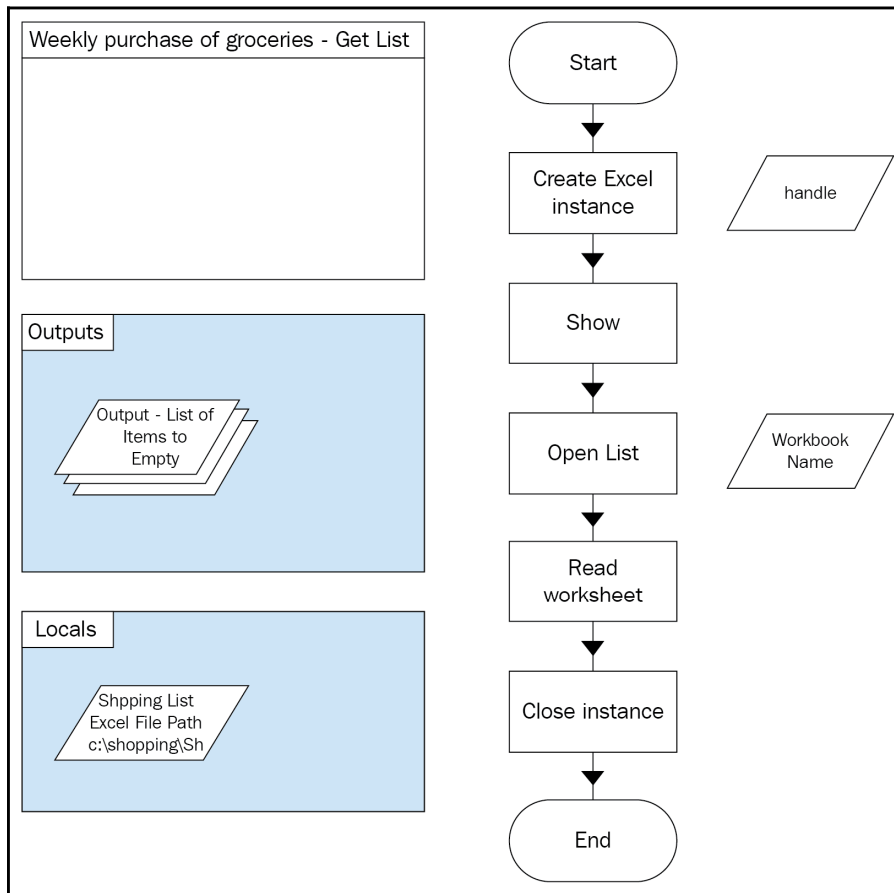 Weekly purchase of groceries - Get List
Outputs
Output - List of
Items to
Empty
Locals
Shpping List
Excel File Path
c:\shopping\Sh
Start
Create Excel
instance
handle
Show
Open List
Workbook
Name
Read
worksheet
Close instance
End